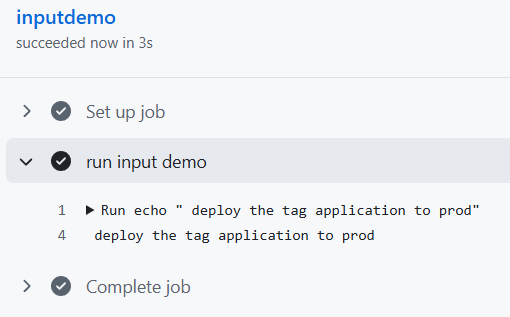 inputdemo
succeeded now in 3s
Set up job
run input demo
1 Run echo " deploy the tag application to prod"
4 deploy the tag application to prod
Complete job